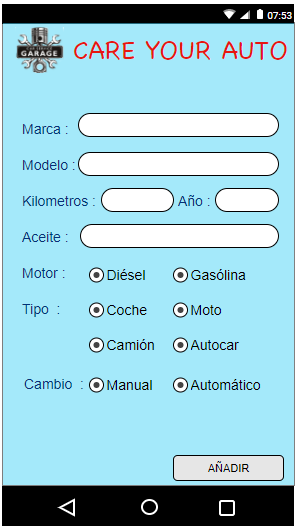 07:53
GARAGE
CARE YOUR AUTO
Marca :
Modelo :
Kilometros : Año :
Aceite :
Motor : Diésel Gasólina
Tipo : Coche Moto
Camión Autocar
Cambio : Manual Automático
AÑADIR